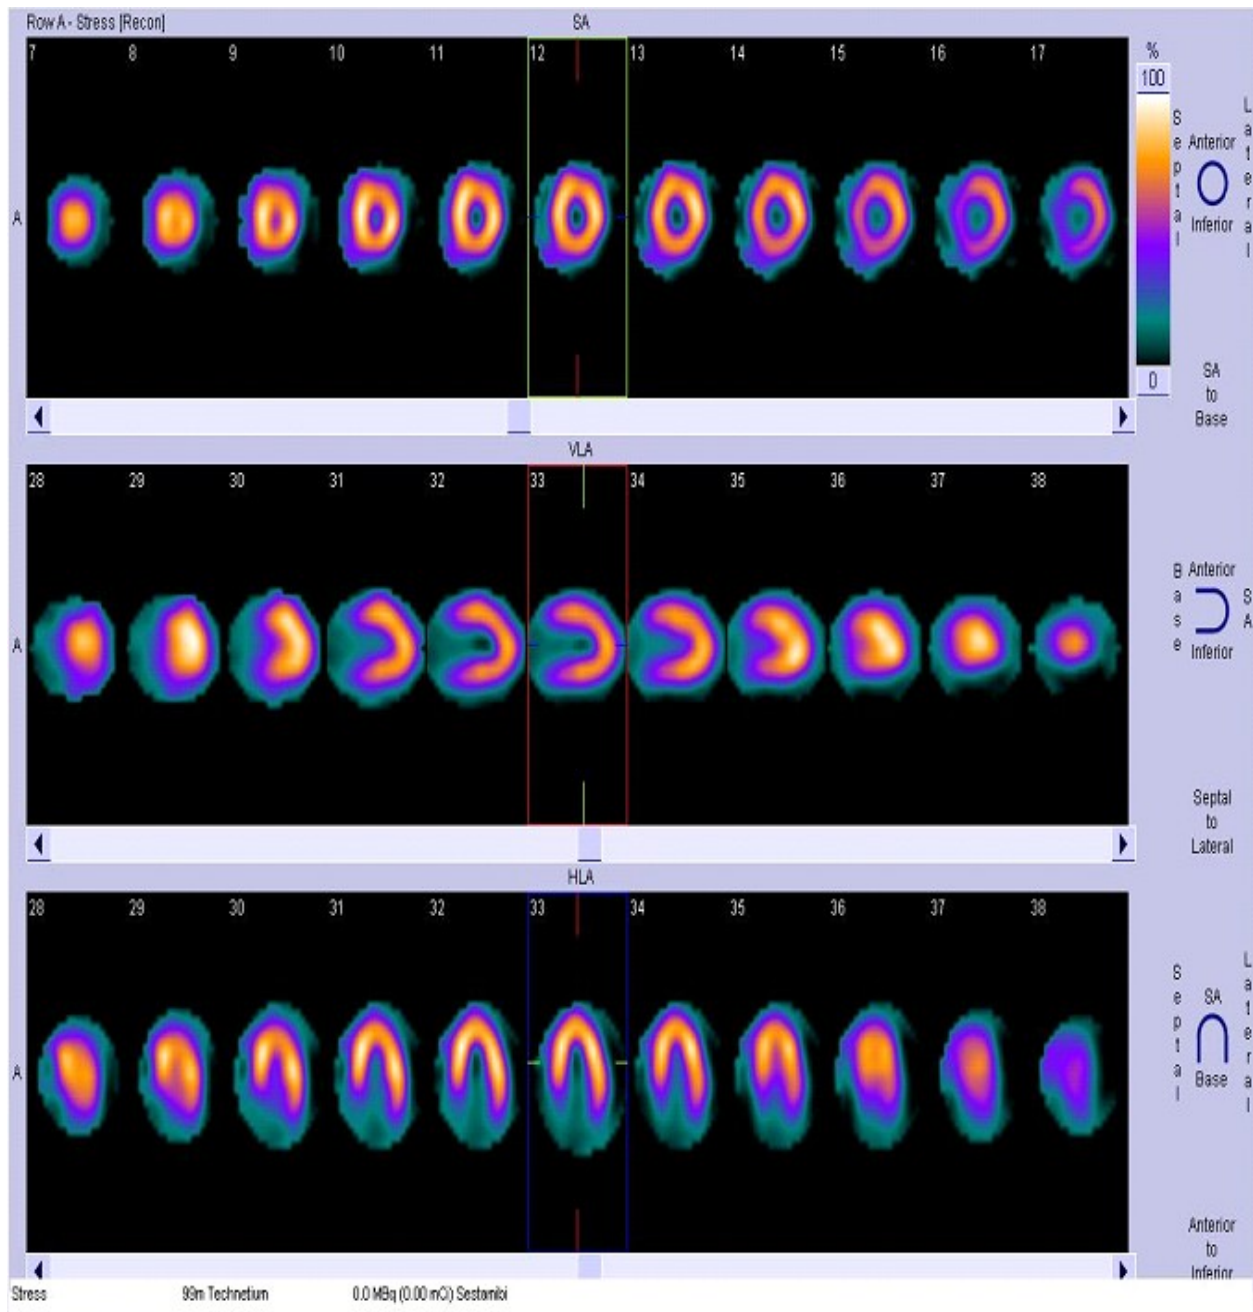 Row A - Stress [Recon]
SA
7 8 9 10 11 12 13 14 15 16 17
A
%
100
0
Septal
Anterior
Inferior
Lateral
SA
to
Base
VLA
28 29 30 31 32 33 34 35 36 37 38
A
Base
Anterior
Inferior
SA
Septal
to
Lateral
HLA
28 29 30 31 32 33 34 35 36 37 38
A
Septal
SA
Base
Lateral
Anterior
to
Inferior
Stress 99m Technetium 0.0 MBq (0.00 mCi) Sestamibi